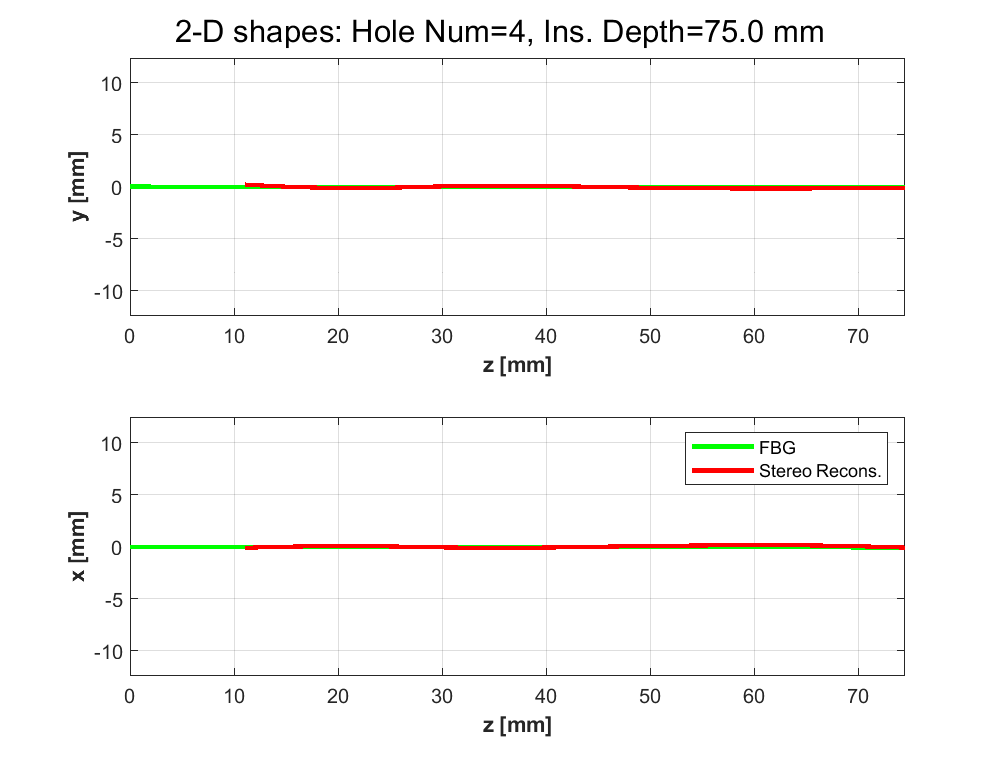 2-D shapes: Hole Num=4, Ins. Depth=75.0 mm
10
5
0
-5
-10
y [mm]
0 10 20 30 40 50 60 70
z [mm]
10
5
0
-5
-10
x [mm]
FBG
Stereo Recons.
0 10 20 30 40 50 60 70
z [mm]